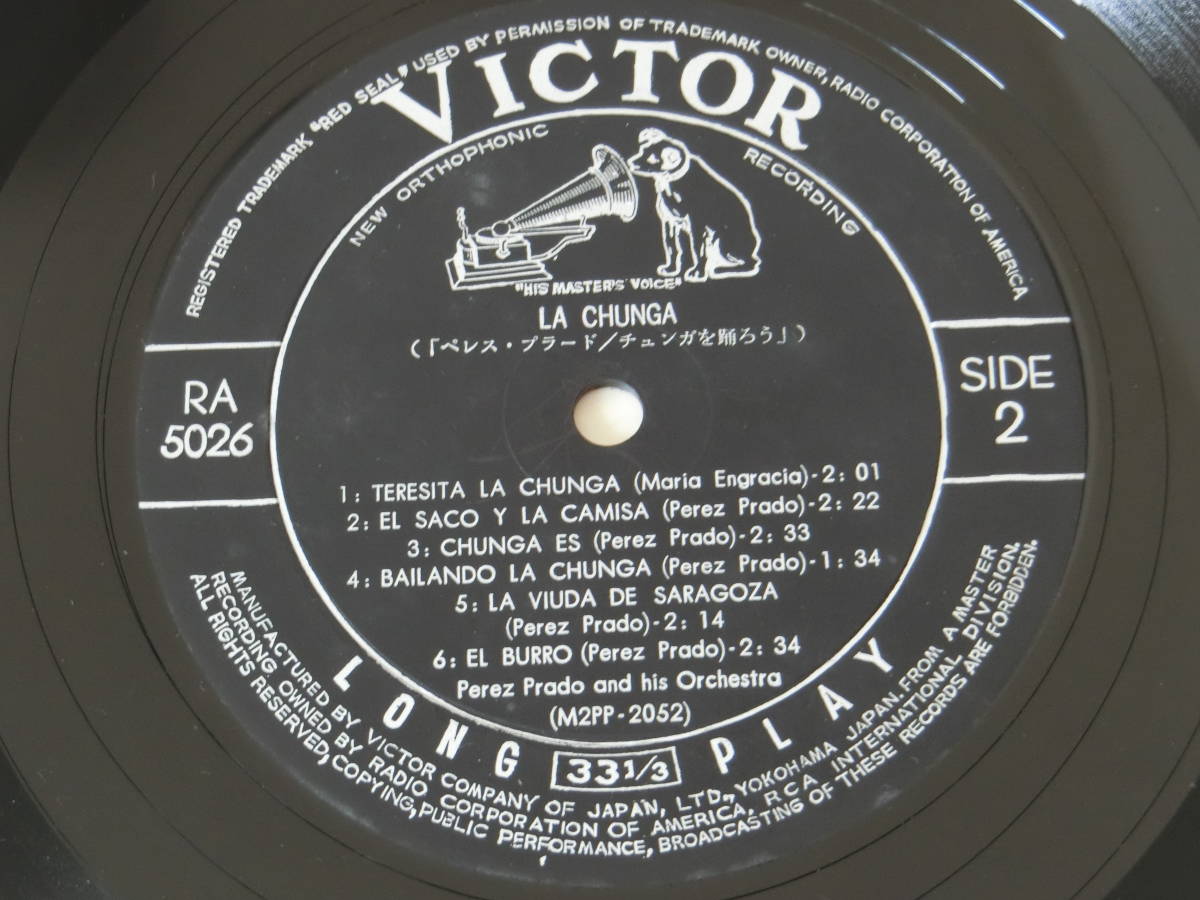 REGISTERED TRADEMARK "RED SEAL" USED BY PERMISSION OF TRADEMARK OWNER, RADIO CORPORATION OF AMERICA
VICTOR
NEW ORTHOPHONIC RECORDING
"HIS MASTER'S VOICE"
LA CHUNGA
(「ペレス・プラード/チュンガを踊ろう」)
RA
5026
SIDE
2
1: TERESITA LA CHUNGA (Maria Engracia)-2: 01
2: EL SACO Y LA CAMISA (Perez Prado)-2: 22
3: CHUNGA ES (Perez Prado)-2: 33
4: BAILANDO LA CHUNGA (Perez Prado)-1: 34
5: LA VIUDA DE SARAGOZA
(Perez Prado)-2: 14
6: EL BURRO (Perez Prado)-2: 34
Perez Prado and his Orchestra
(M2PP-2052)
LONG 33 1/3 PLAY
MANUFACTURED BY VICTOR COMPANY OF JAPAN, LTD., YOKOHAMA JAPAN. FROM A MASTER
RECORDING OWNED BY RADIO CORPORATION OF AMERICA. RCA INTERNATIONAL DIVISION.
ALL RIGHTS RESERVED, COPYING, PUBLIC PERFORMANCE, BROADCASTING OF THESE RECORDS ARE FORBIDDEN.